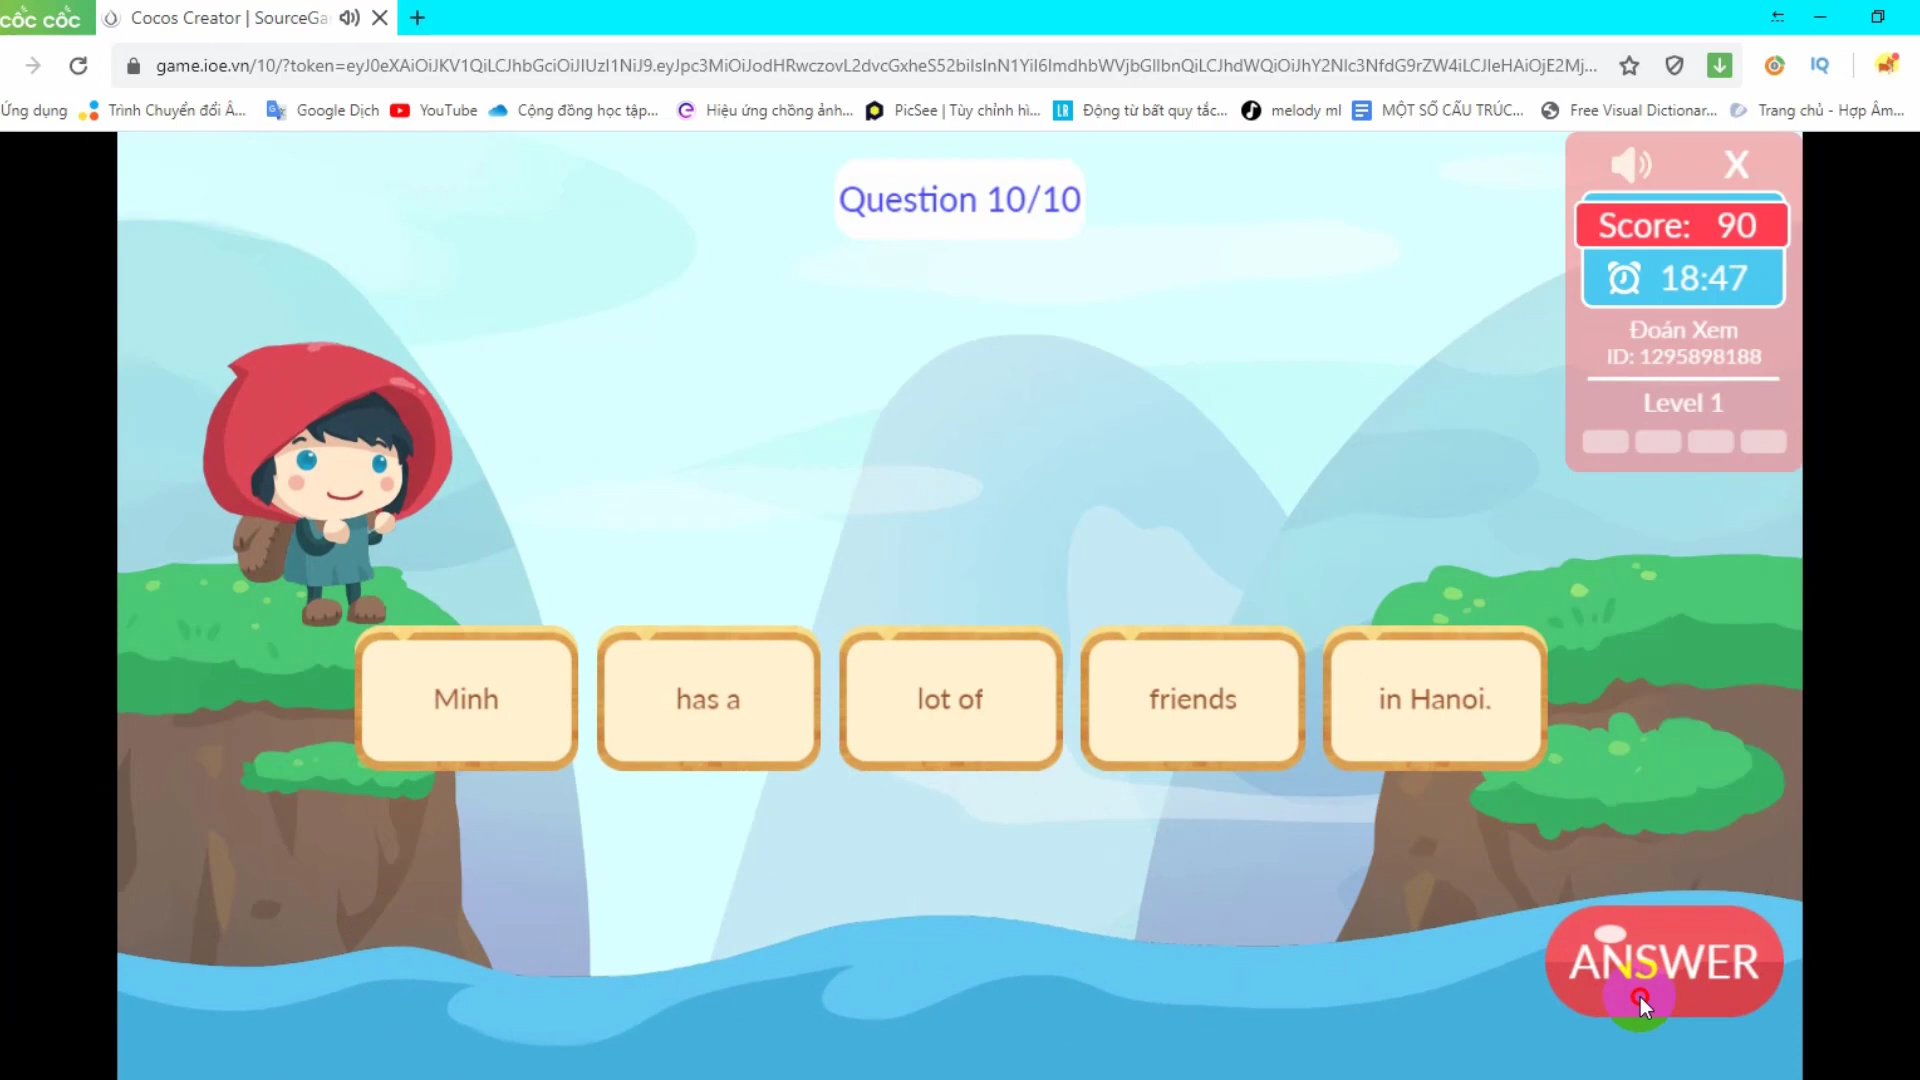 cốc cốc
Cocos Creator | SourceGa
game.ioe.vn/10/?token=eyJ0eXAiOiJKV1QiLCJhbGciOiJIUzI1NiJ9.eyJpc3MiOiJodHRwczovL2dvcGxheS52biIsInN1YiI6ImdhbWVjbGllbnQiLCJhdWQiOiJhY2Nlc3NfdG9rZW4iLCJleHAiOjE2Mj...
IQ
Ứng dụng
Trình Chuyển đổi Â...
Google Dịch
YouTube
Cộng đồng học tập...
Hiệu ứng chồng ảnh...
PicSee | Tùy chỉnh hì...
LR
Động từ bất quy tắc...
melody ml
MỘT SỐ CẤU TRÚC...
Free Visual Dictionar...
Trang chủ - Hợp Âm...
Question 10/10
X
Score: 90
18:47
Đoán Xem
ID: 1295898188
Level 1
Minh
has a
lot of
friends
in Hanoi.
ANSWER